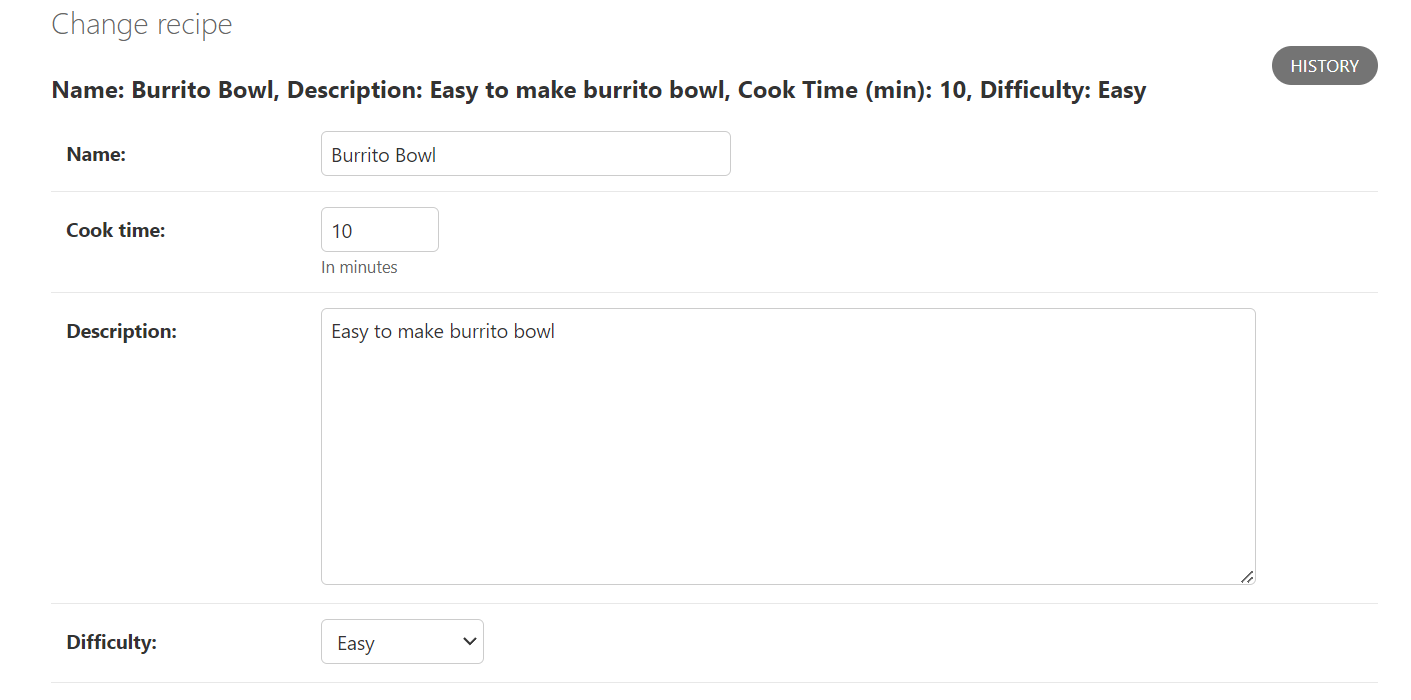 Change recipe
HISTORY
Name: Burrito Bowl, Description: Easy to make burrito bowl, Cook Time (min): 10, Difficulty: Easy
Name:
Burrito Bowl
Cook time:
10
In minutes
Description:
Easy to make burrito bowl
Difficulty:
Easy